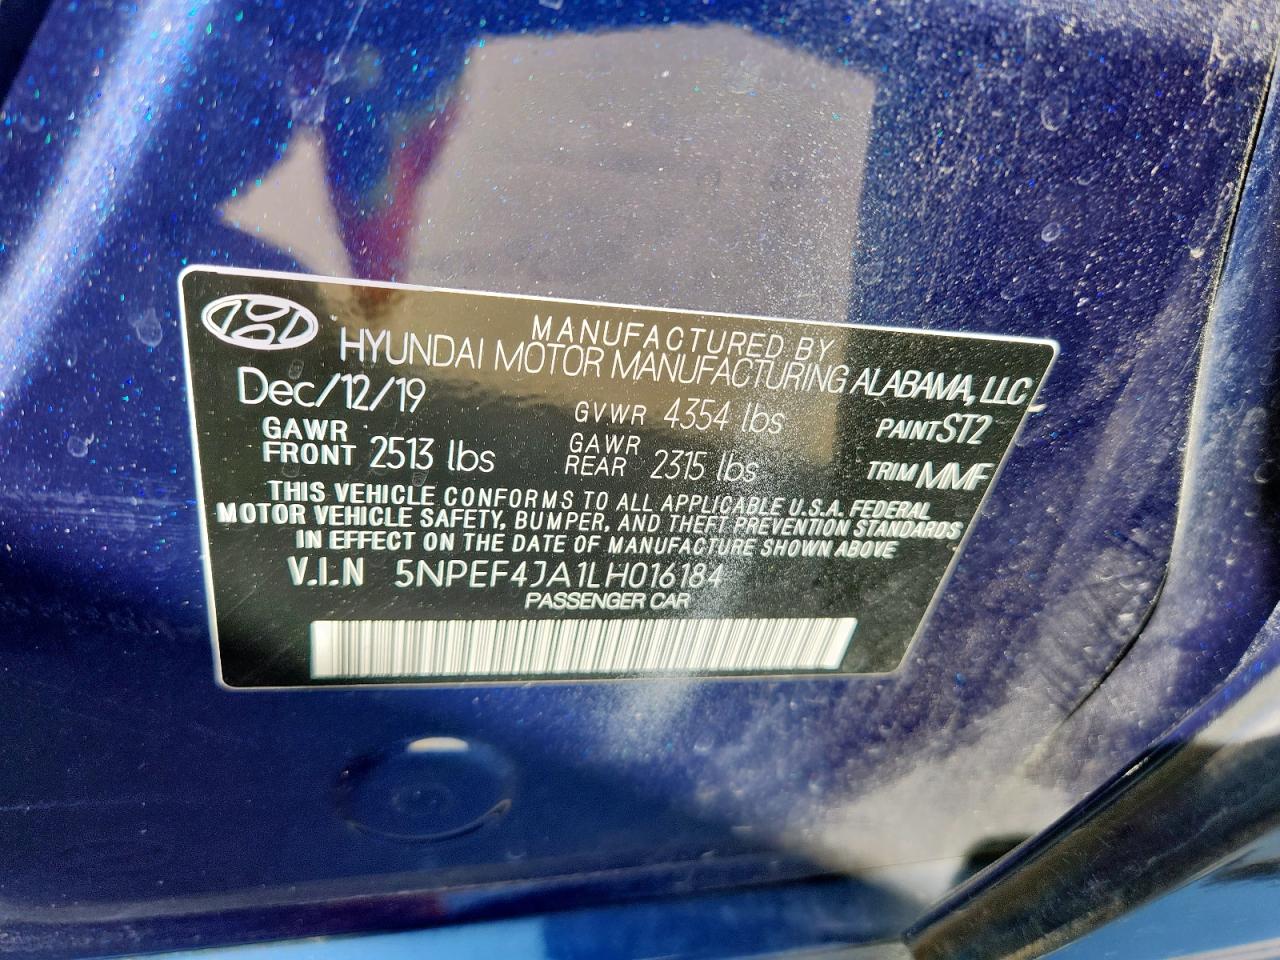 MANUFACTURED BY
HYUNDAI MOTOR MANUFACTURING ALABAMA, LLC
Dec/12/19 GVWR 4354 lbs PAINT ST2
GAWR FRONT 2513 lbs GAWR REAR 2315 lbs TRIM MMF
THIS VEHICLE CONFORMS TO ALL APPLICABLE U.S.A. FEDERAL
MOTOR VEHICLE SAFETY, BUMPER, AND THEFT PREVENTION STANDARDS
IN EFFECT ON THE DATE OF MANUFACTURE SHOWN ABOVE
V.I.N 5NPEF4JA1LH016184
PASSENGER CAR